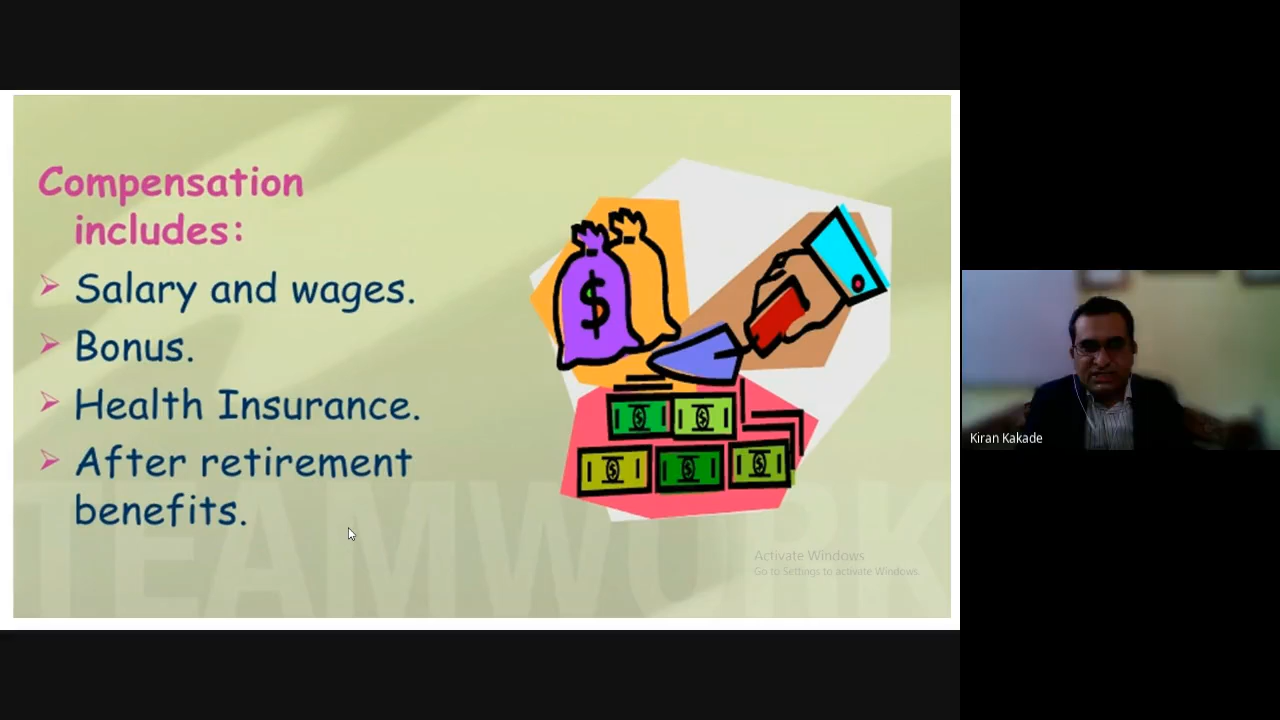 Compensation
includes:
Salary and wages.
Bonus.
Health Insurance.
After retirement
benefits.
TEAMWORK
$
Activate Windows
Go to Settings to activate Windows.
Kiran Kakade